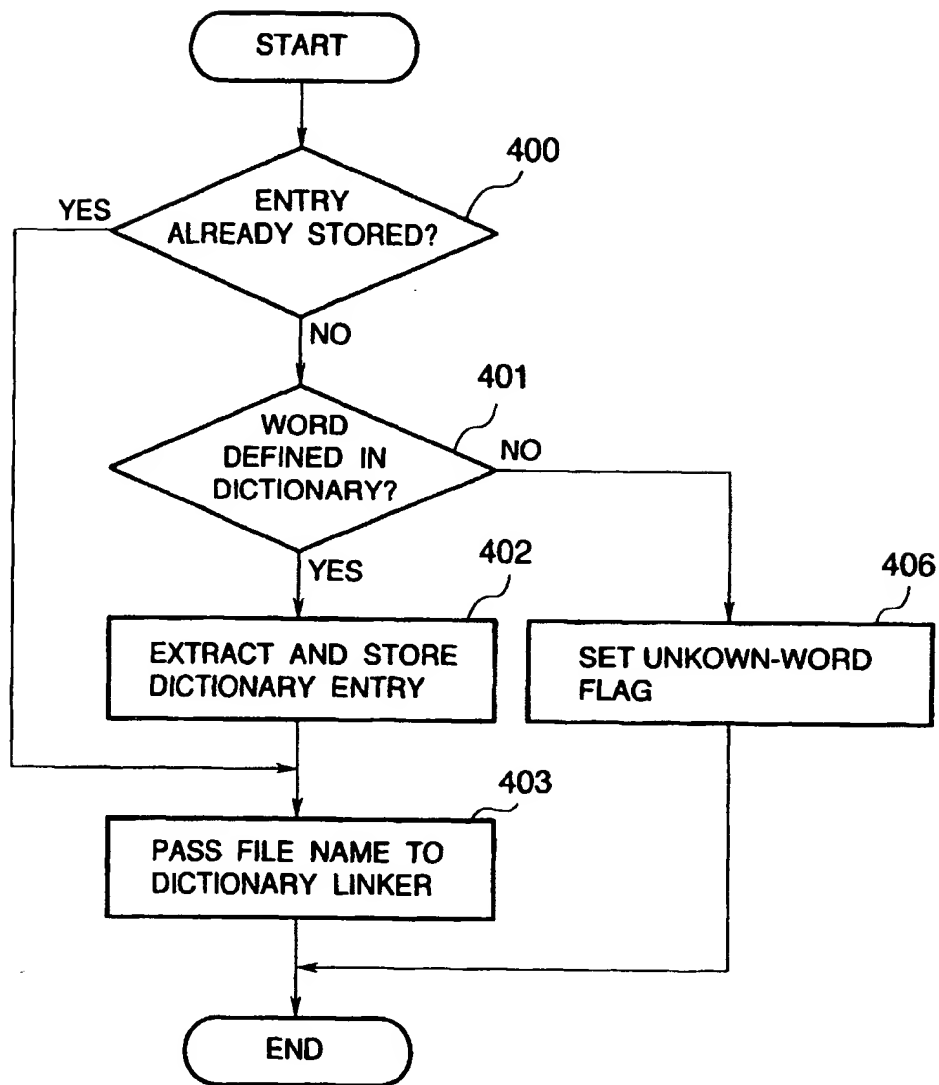 START
400
ENTRY
ALREADY STORED?
YES
NO
401
WORD
DEFINED IN
DICTIONARY?
NO
YES
402
EXTRACT AND STORE
DICTIONARY ENTRY
406
SET UNKOWN-WORD
FLAG
403
PASS FILE NAME TO
DICTIONARY LINKER
END